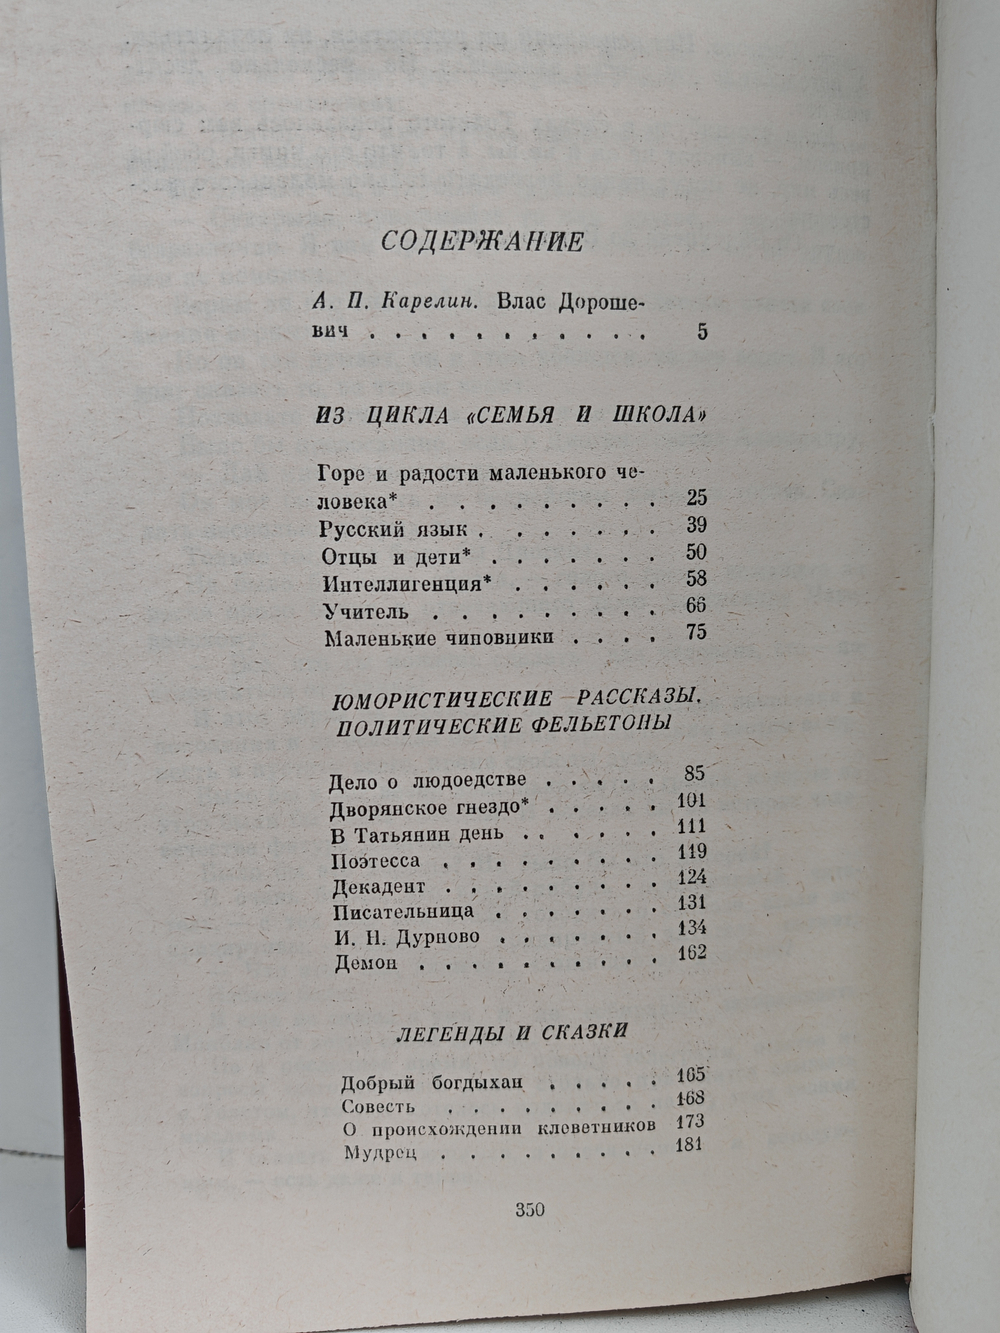 СОДЕРЖАНИЕ
А. П. Карелин. Влас Дороше-
вич . . . . . . . . . . . 5
ИЗ ЦИКЛА «СЕМЬЯ И ШКОЛА»
Горе и радости маленького че-
ловека* . . . . . . . . . 25
Русский язык . . . . . . . 39
Отцы и дети* . . . . . . . 50
Интеллигенция* . . . . . . 58
Учитель . . . . . . . . . 66
Маленькие чиновники . . . . 75
ЮМОРИСТИЧЕСКИЕ РАССКАЗЫ.
ПОЛИТИЧЕСКИЕ ФЕЛЬЕТОНЫ
Дело о людоедстве . . . . . 85
Дворянское гнездо* . . . . . 101
В Татьянин день . . . . . . 111
Поэтесса . . . . . . . . 119
Декадент . . . . . . . . 124
Писательница . . . . . . . 131
И. Н. Дурново . . . . . . 134
Демон . . . . . . . . . 162
ЛЕГЕНДЫ И СКАЗКИ
Добрый богдыхан . . . . . 165
Совесть . . . . . . . . 168
О происхождении клеветников 173
Мудрец . . . . . . . . . 181
350